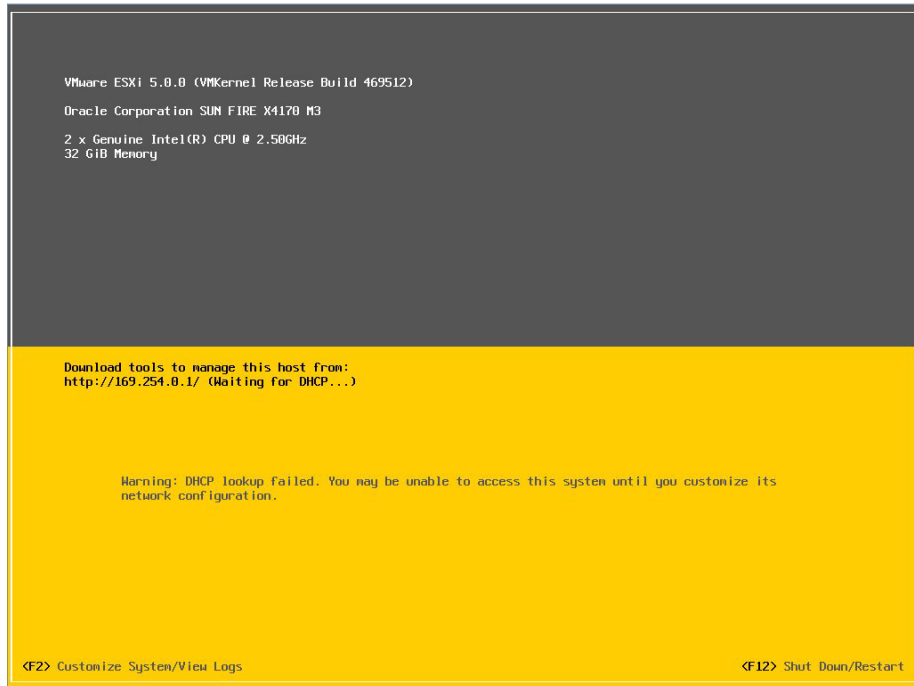 VMware ESXi 5.0.0 (VMKernel Release Build 469512)
Oracle Corporation SUN FIRE X4170 M3
2 x Genuine Intel(R) CPU @ 2.50GHz
32 GiB Memory
Download tools to manage this host from:
http://169.254.0.1/ (Waiting for DHCP...)
Warning: DHCP lookup failed. You may be unable to access this system until you customize its
network configuration.
<F2> Customize System/View Logs
<F12> Shut Down/Restart